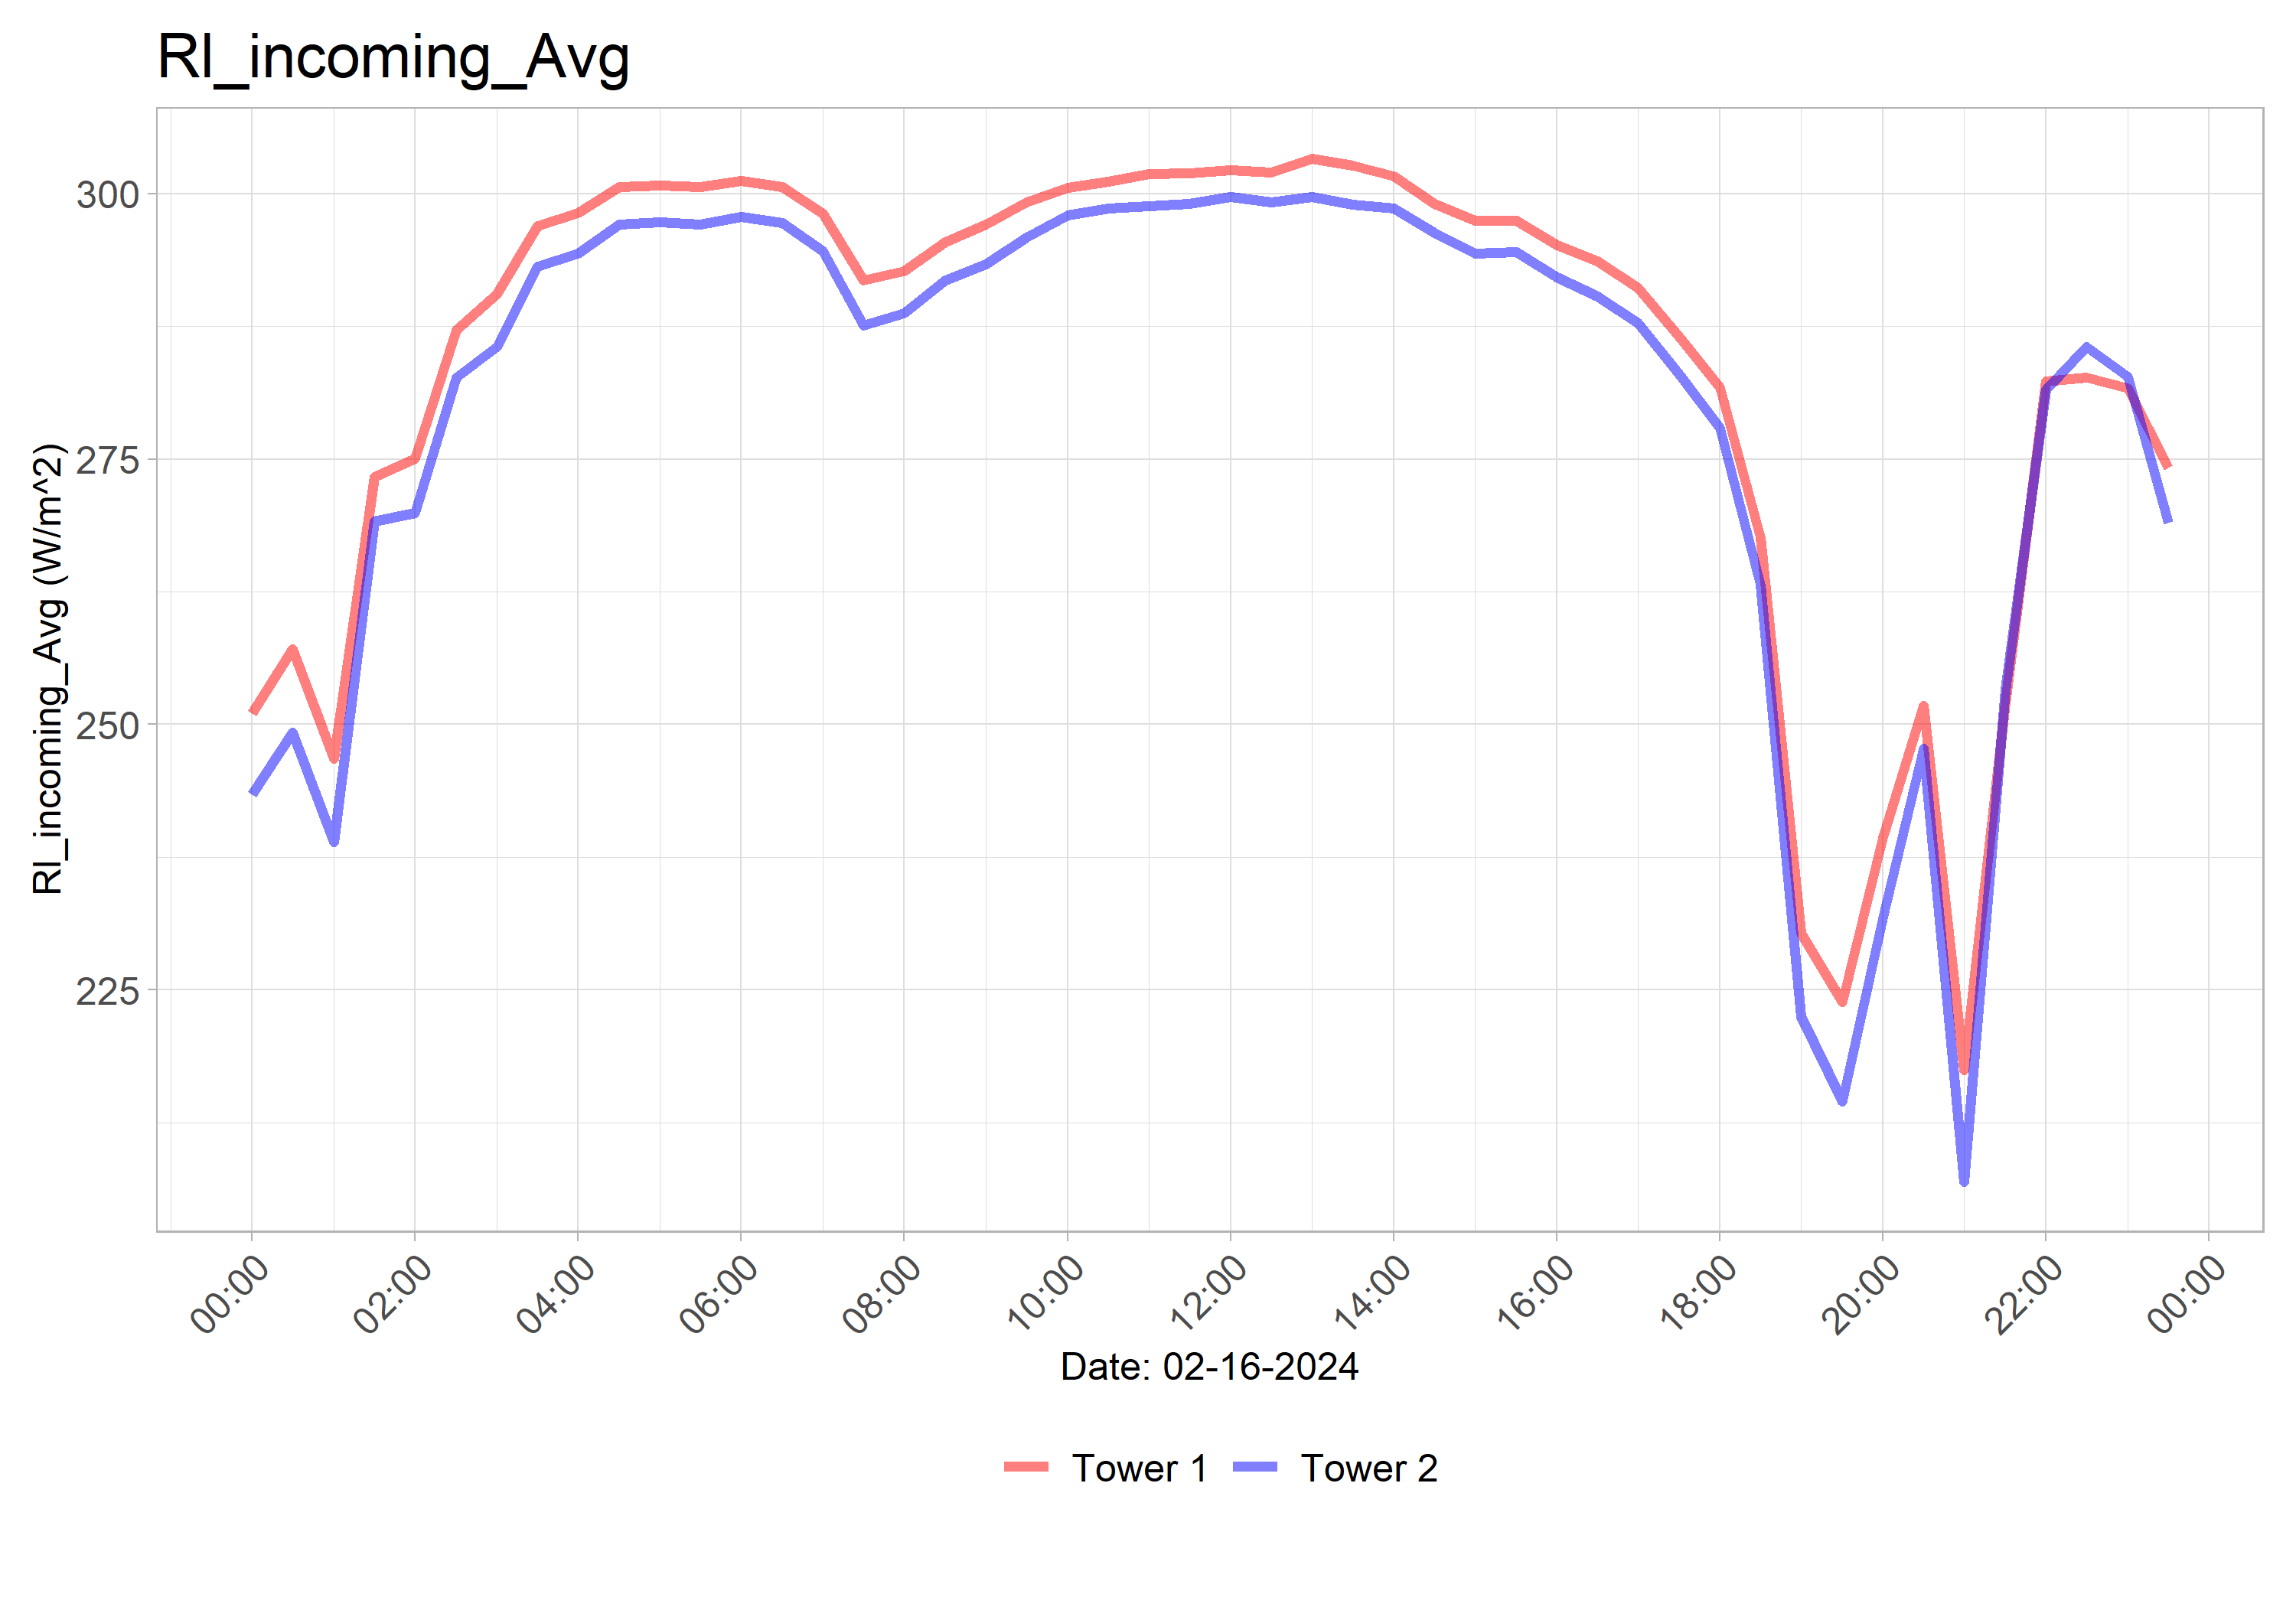 Rl_incoming_Avg
Rl_incoming_Avg (W/m^2)
300
275
250
225
00:00 02:00 04:00 06:00 08:00 10:00 12:00 14:00 16:00 18:00 20:00 22:00 00:00
Date: 02-16-2024
Tower 1 Tower 2